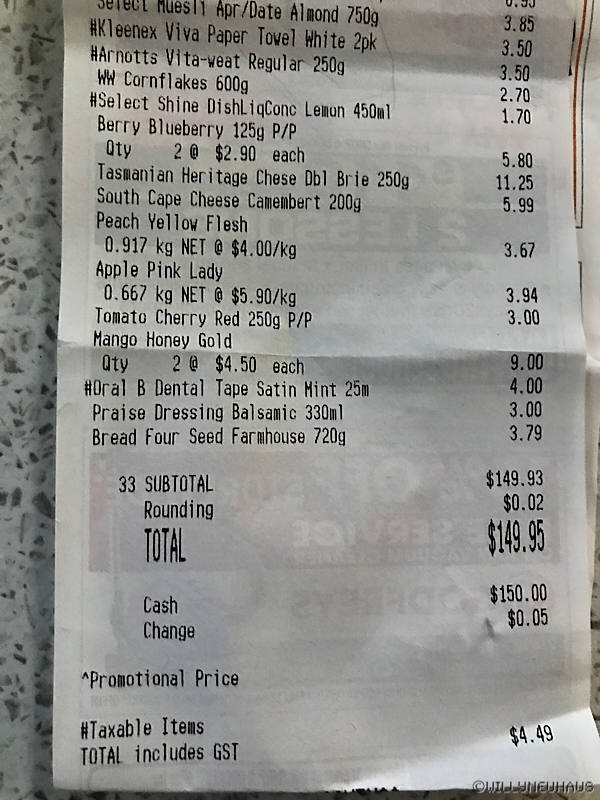 Select Muesli Apr/Date Almond 750g 3.85
#Kleenex Viva Paper Towel White 2pk 3.50
#Arnotts Vita-weat Regular 250g 3.50
WW Cornflakes 600g 2.70
#Select Shine DishLiqConc Lemon 450ml 1.70
Berry Blueberry 125g P/P
Qty 2 @ $2.90 each 5.80
Tasmanian Heritage Chese Dbl Brie 250g 11.25
South Cape Cheese Camembert 200g 5.99
Peach Yellow Flesh
0.917 kg NET @ $4.00/kg 3.67
Apple Pink Lady
0.667 kg NET @ $5.90/kg 3.94
Tomato Cherry Red 250g P/P 3.00
Mango Honey Gold
Qty 2 @ $4.50 each 9.00
#Oral B Dental Tape Satin Mint 25m 4.00
Praise Dressing Balsamic 330ml 3.00
Bread Four Seed Farmhouse 720g 3.79
33 SUBTOTAL $149.93
Rounding $0.02
TOTAL $149.95
Cash $150.00
Change $0.05
^Promotional Price
#Taxable Items
TOTAL includes GST $4.49
©WILLYNEUHAUS